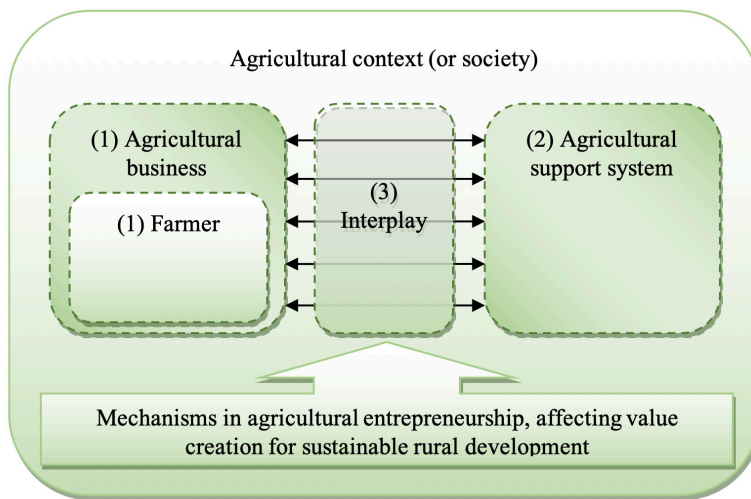 Agricultural context (or society)
(1) Agricultural
business
(1) Farmer
(3)
Interplay
(2) Agricultural
support system
Mechanisms in agricultural entrepreneurship, affecting value
creation for sustainable rural development